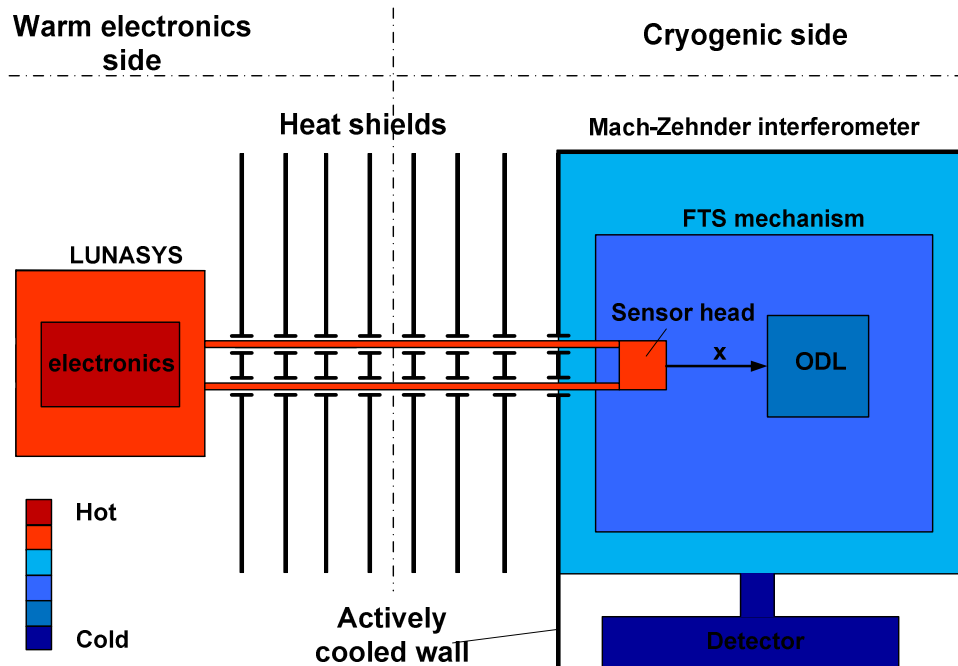 Warm electronics
side
Cryogenic side
Heat shields
Mach-Zehnder interferometer
FTS mechanism
LUNASYS
Sensor head
electronics
x
ODL
Hot
Cold
Actively
cooled wall
Detector